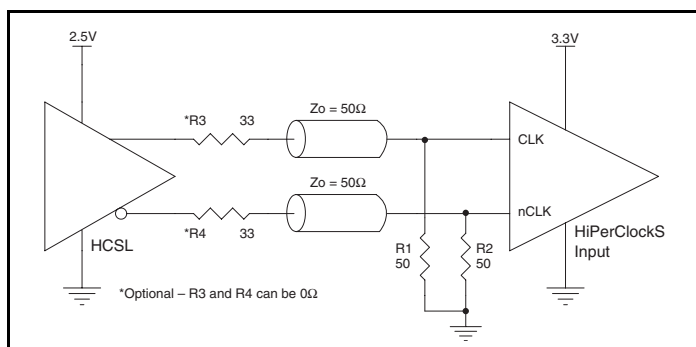 2.5V
3.3V
*R3 33
Zo = 50Ω
CLK
Zo = 50Ω
nCLK
HCSL
*R4 33
HiPerClockS
Input
R1
50
R2
50
*Optional – R3 and R4 can be 0Ω